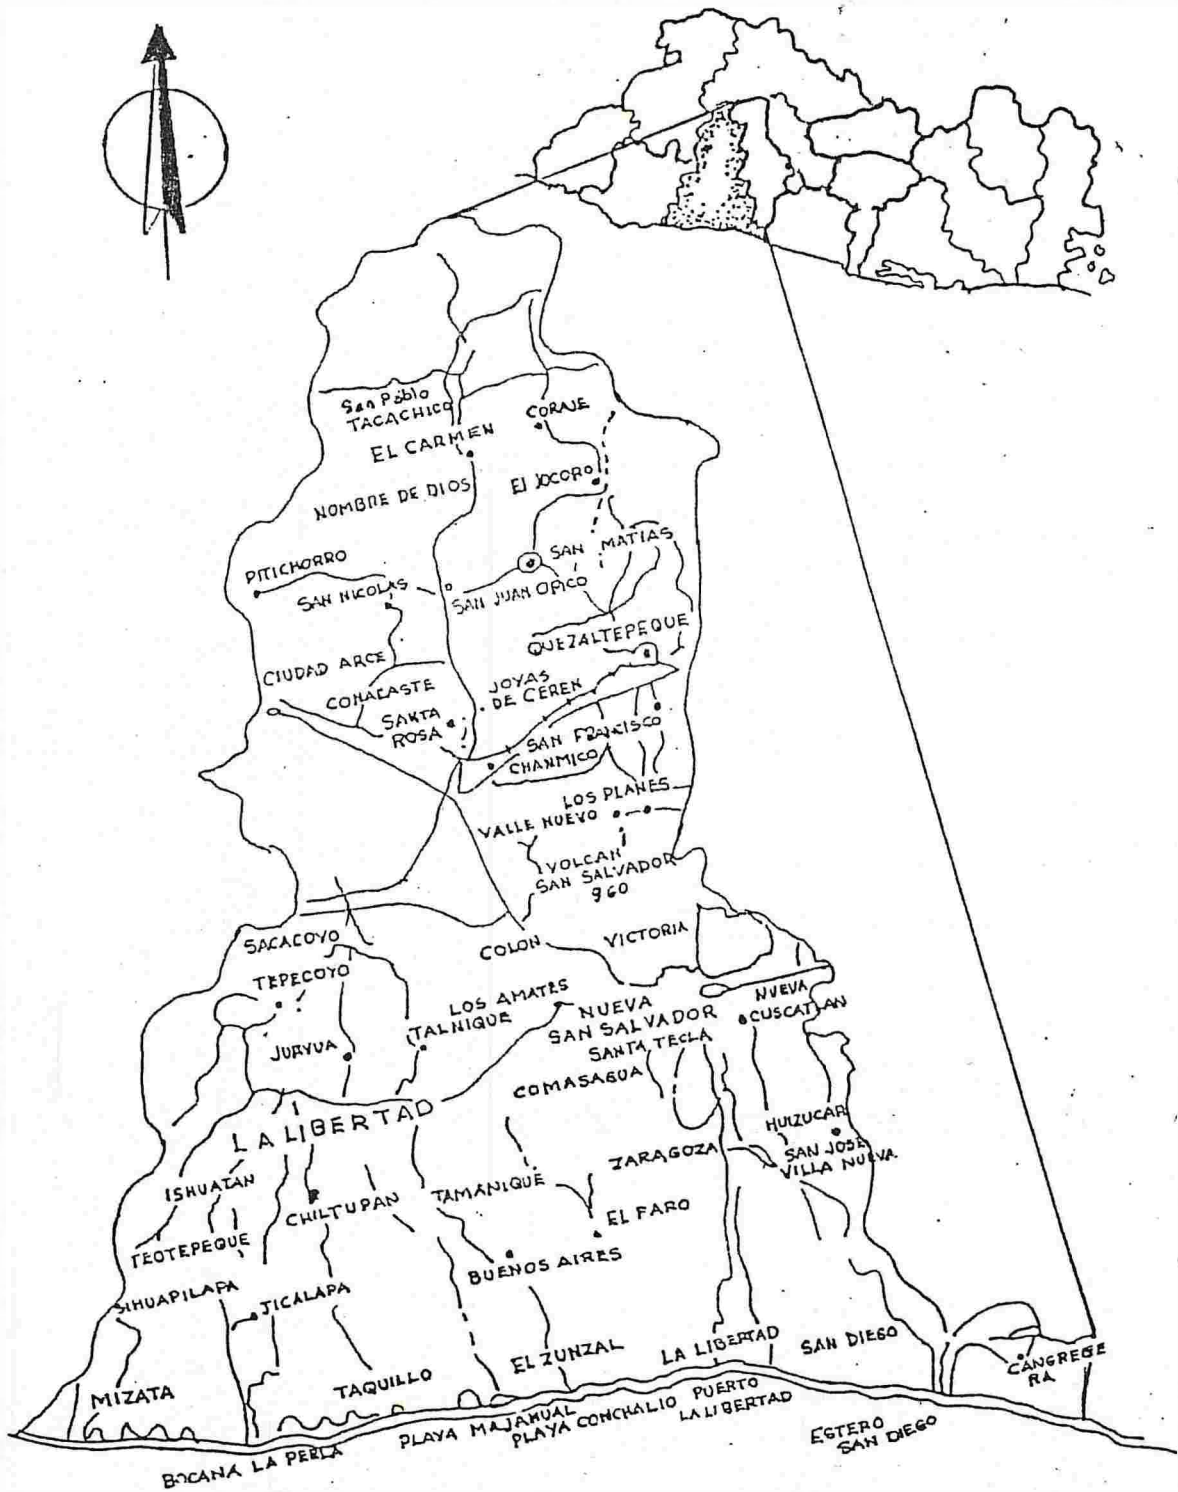 San Pablo
TACACHICO
CORAJE
EL CARMEN
El JOCORO
NOMBRE DE DIOS
SAN MATIAS
PITICHORRO
SAN NICOLAS
SAN JUAN OPICO
QUEZALTEPEQUE
CIUDAD ARCE
CONACASTE
JOYAS
DE CEREN
SANTA
ROSA
SAN FRANCISCO
CHANMICO
LOS PLANES
VALLE NUEVO
VOLCAN
SAN SALVADOR
960
SACACOYO
COLON
VICTORIA
TEPECOYO
LOS AMATES
TALNIQUE
NUEVA
SAN SALVADOR
SANTA TECLA
NUEVA
CUSCATLAN
JUAYUA
COMASAGUA
LA LIBERTAD
HUIZUCAR
ZARAGOZA
SAN JOSE
VILLA NUEVA
ISHUATAN
CHILTUPAN
TAMANIQUE
EL FARO
TEOTEPEQUE
BUENOS AIRES
SIHUAPILAPA
JICALAPA
EL ZUNZAL
LA LIBERTAD
SAN DIEGO
CANGREGE
RA
MIZATA
TAQUILLO
PLAYA MAJAHUAL
PLAYA CONCHALIO
PUERTO
LA LIBERTAD
ESTERO
SAN DIEGO
BOCANA LA PERLA